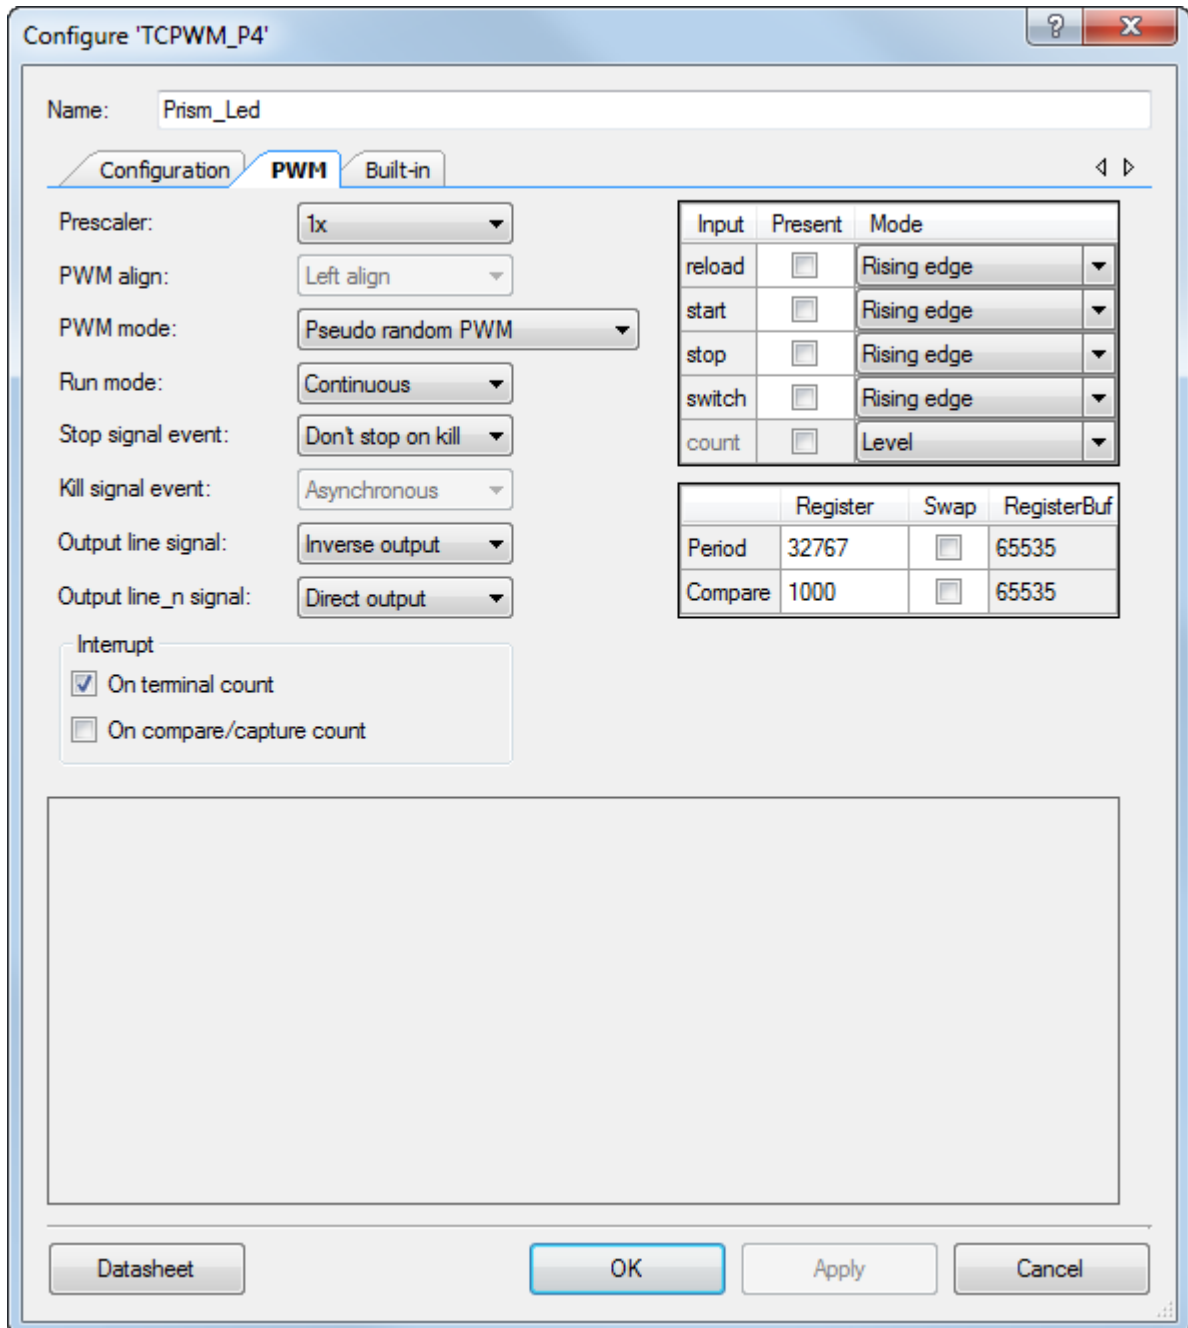 Configure 'TCPWM_P4'
Name: Prism_Led
Configuration PWM Built-in
Prescaler: 1x
PWM align: Left align
PWM mode: Pseudo random PWM
Run mode: Continuous
Stop signal event: Don't stop on kill
Kill signal event: Asynchronous
Output line signal: Inverse output
Output line_n signal: Direct output
Interrupt
On terminal count
On compare/capture count
Input Present Mode
reload Rising edge
start Rising edge
stop Rising edge
switch Rising edge
count Level
Register Swap RegisterBuf
Period 32767 65535
Compare 1000 65535
Datasheet OK Apply Cancel